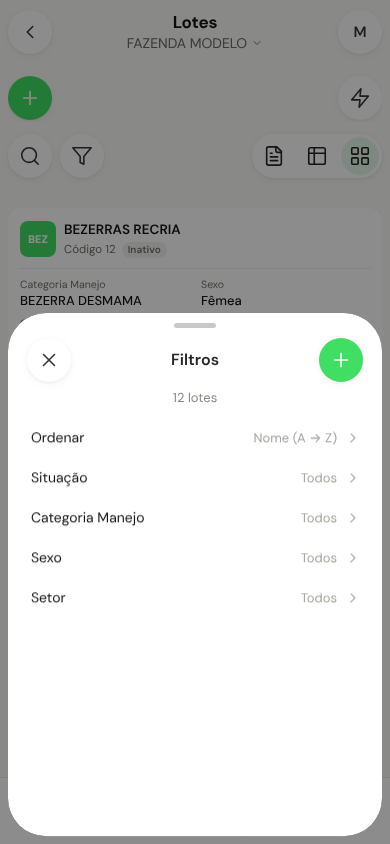 Lotes
FAZENDA MODELO
M
BEZ
BEZERRAS RECRIA
Código 12 Inativo
Categoria Manejo Sexo
BEZERRA DESMAMA Fêmea
Filtros
12 lotes
Ordenar Nome (A → Z)
Situação Todos
Categoria Manejo Todos
Sexo Todos
Setor Todos